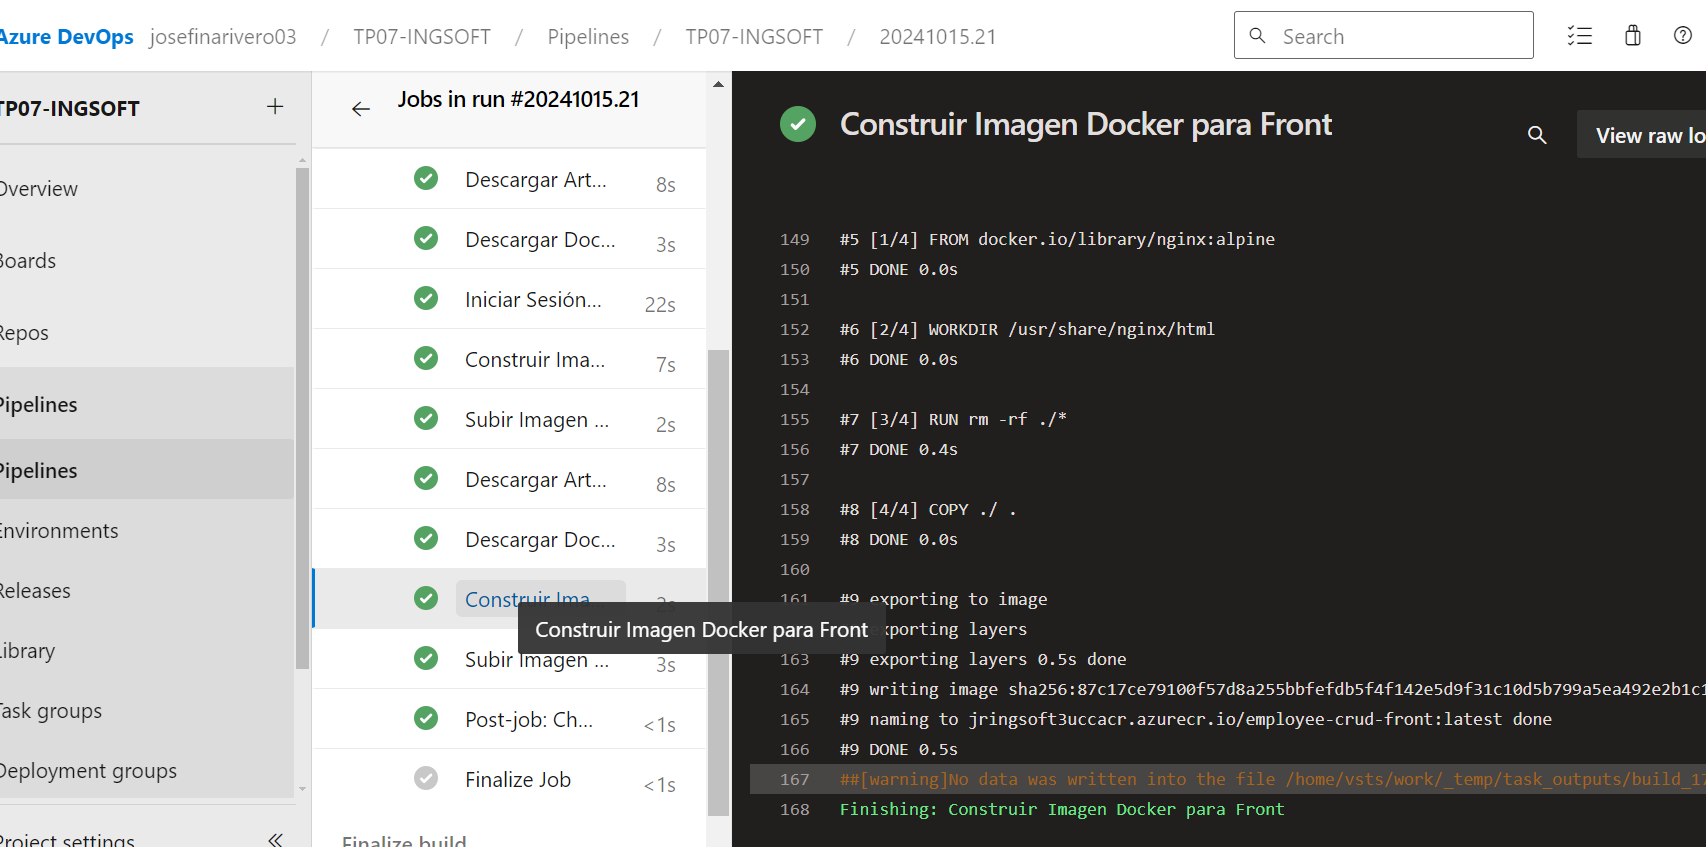 Azure DevOps josefinarivero03 / TP07-INGSOFT / Pipelines / TP07-INGSOFT / 20241015.21
Search
TP07-INGSOFT
+
Overview
Boards
Repos
Pipelines
Pipelines
Environments
Releases
Library
Task groups
Deployment groups
Project settings
Jobs in run #20241015.21
Descargar Art... 8s
Descargar Doc... 3s
Iniciar Sesión... 22s
Construir Ima... 7s
Subir Imagen ... 2s
Descargar Art... 8s
Descargar Doc... 3s
Construir Ima... 2s
Construir Imagen Docker para Front
Subir Imagen ... 3s
Post-job: Ch... <1s
Finalize Job <1s
Finalize build
Construir Imagen Docker para Front
View raw lo
149 #5 [1/4] FROM docker.io/library/nginx:alpine
150 #5 DONE 0.0s
151
152 #6 [2/4] WORKDIR /usr/share/nginx/html
153 #6 DONE 0.0s
154
155 #7 [3/4] RUN rm -rf ./*
156 #7 DONE 0.4s
157
158 #8 [4/4] COPY ./ .
159 #8 DONE 0.0s
160
161 #9 exporting to image
exporting layers
163 #9 exporting layers 0.5s done
164 #9 writing image sha256:87c17ce79100f57d8a255bbfefdb5f4f142e5d9f31c10d5b799a5ea492e2b1c1
165 #9 naming to jringsoft3uccacr.azurecr.io/employee-crud-front:latest done
166 #9 DONE 0.5s
167 ##[warning]No data was written into the file /home/vsts/work/_temp/task_outputs/build_17
168 Finishing: Construir Imagen Docker para Front